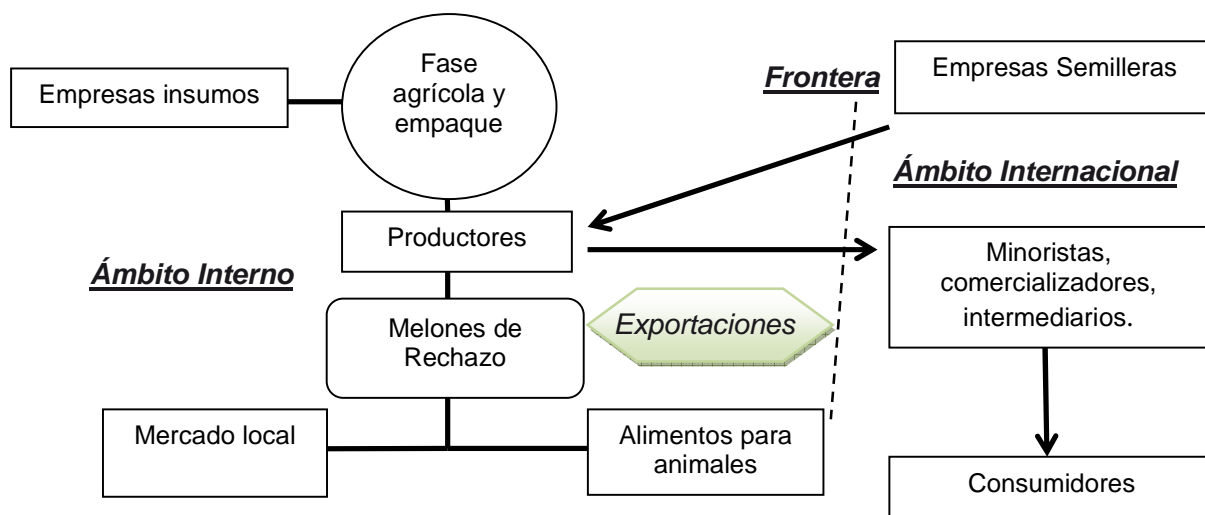 Empresas insumos
Fase
agrícola y
empaque
Frontera
Empresas Semilleras
Ámbito Internacional
Productores
Ámbito Interno
Minoristas,
comercializadores,
intermediarios.
Melones de
Rechazo
Exportaciones
Mercado local
Alimentos para
animales
Consumidores